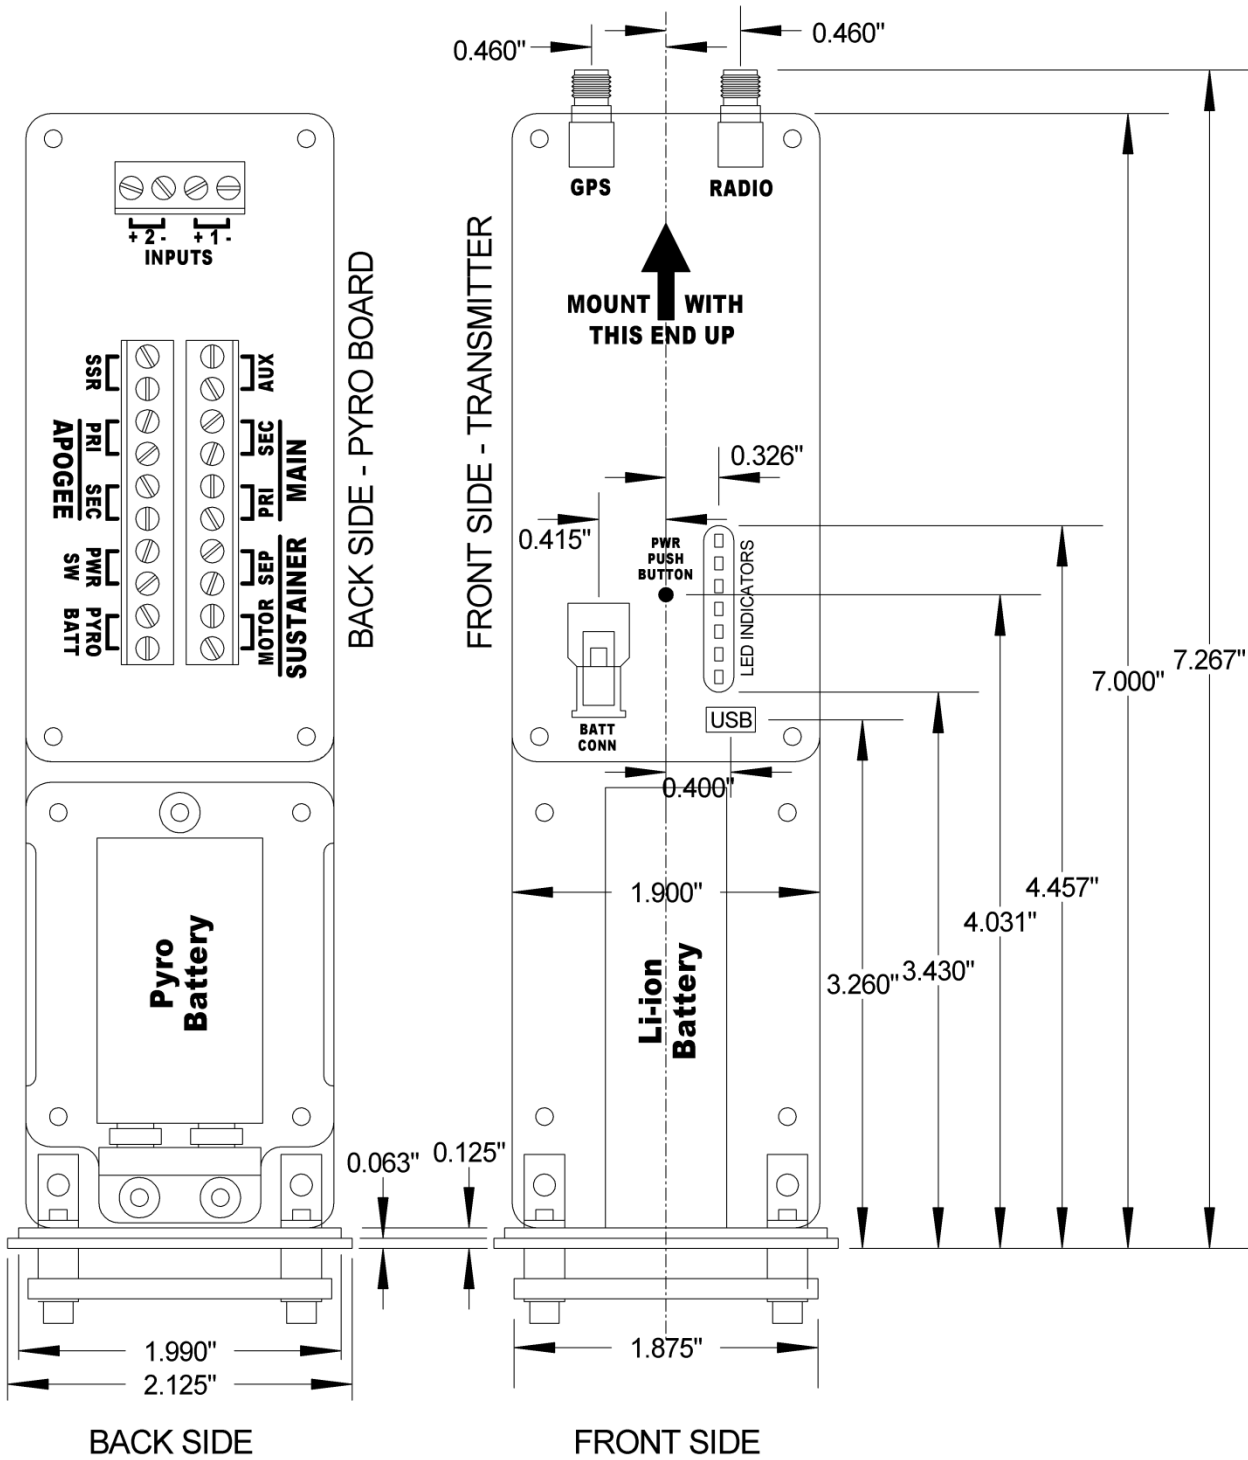 0.460"
0.460"
GPS
RADIO
+ 2 - + 1 -
INPUTS
MOUNT WITH
THIS END UP
BACK SIDE - PYRO BOARD
FRONT SIDE - TRANSMITTER
SSR
AUX
APOGEE
PRI
SEC
SEC
PRI
MAIN
PWR
SW
SEP
PYRO
BATT
MOTOR
SUSTAINER
0.326"
0.415"
PWR
PUSH
BUTTON
LED INDICATORS
BATT
CONN
USB
0.400"
7.267"
7.000"
4.457"
4.031"
3.430"
3.260"
1.900"
Pyro
Battery
Li-ion
Battery
0.063"
0.125"
1.990"
2.125"
1.875"
BACK SIDE
FRONT SIDE